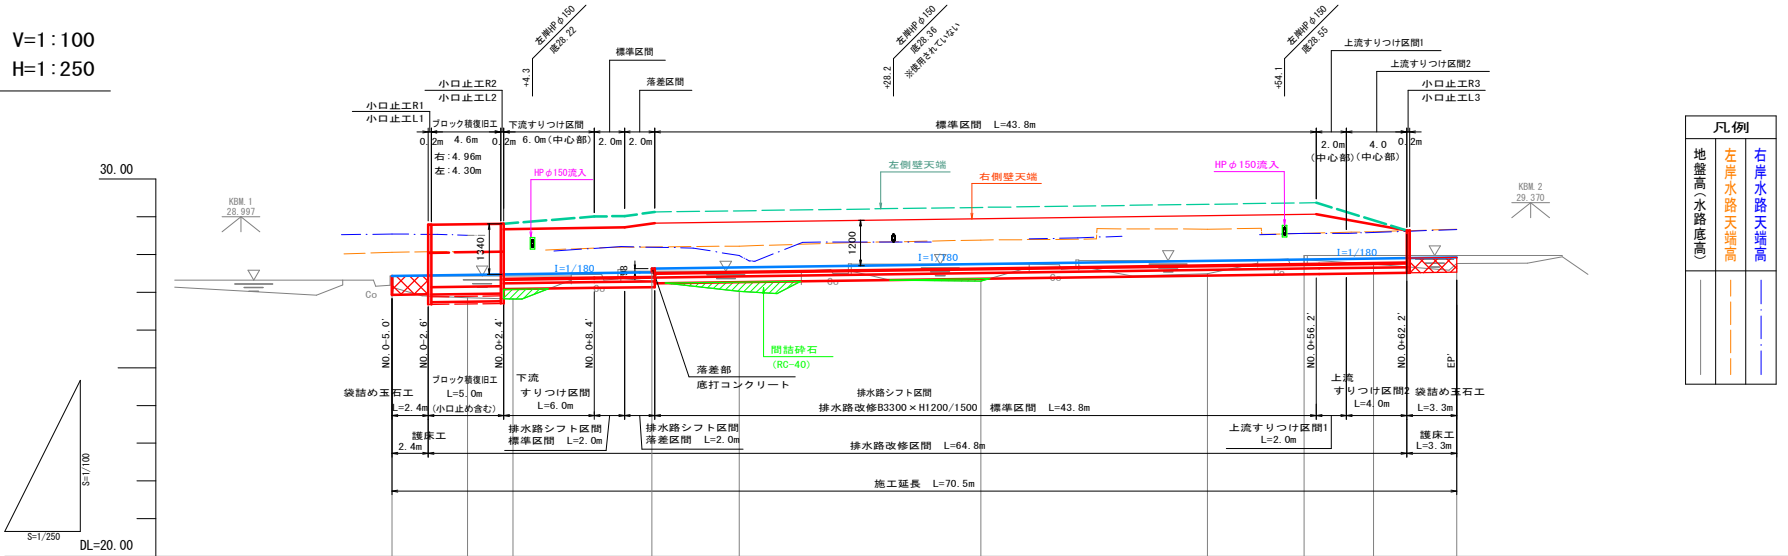 V=1:100
H=1:250
30.00
DL=20.00
S=1/100
S=1/250
KBM.1
28.997
KBM.2
29.370
左岸HPφ150
底28.22
+4.3
左岸HPφ150
底28.36
※使用されていない
+28.2
左岸HPφ150
底28.55
+54.1
標準区間
落差区間
上流すりつけ区間1
上流すりつけ区間2
小口止工R2
小口止工L2
小口止工R1
小口止工L1
小口止工R3
小口止工L3
ブロック積復旧工
下流すりつけ区間
標準区間 L=43.8m
0.2m
4.6m
0.2m
6.0m(中心部)
2.0m
2.0m
2.0m
(中心部)
4.0
(中心部)
0.2m
右:4.96m
左:4.30m
HPφ150流入
左側壁天端
右側壁天端
HPφ150流入
1340
98
1200
I=1/180
I=1/180
I=1/180
Co
Co
Co
Co
Co
間詰砕石
(RC-40)
落差部
底打コンクリート
NO.0-5.0'
NO.0-2.6'
NO.0+2.4'
NO.0+8.4'
NO.0+56.2'
NO.0+62.2'
EP'
袋詰め玉石工
L=2.4m
ブロック積復旧工
L=5.0m
(小口止め含む)
下流
すりつけ区間
L=6.0m
排水路シフト区間
排水路改修B3300×H1200/1500 標準区間 L=43.8m
上流
すりつけ区間2
L=4.0m
袋詰め玉石工
L=3.3m
排水路シフト区間
標準区間 L=2.0m
排水路シフト区間
落差区間 L=2.0m
上流すりつけ区間1
L=2.0m
護床工
2.4m
排水路改修区間 L=64.8m
護床工
L=3.3m
施工延長 L=70.5m
凡例
地盤高(水路底高)
左岸水路天端高
右岸水路天端高